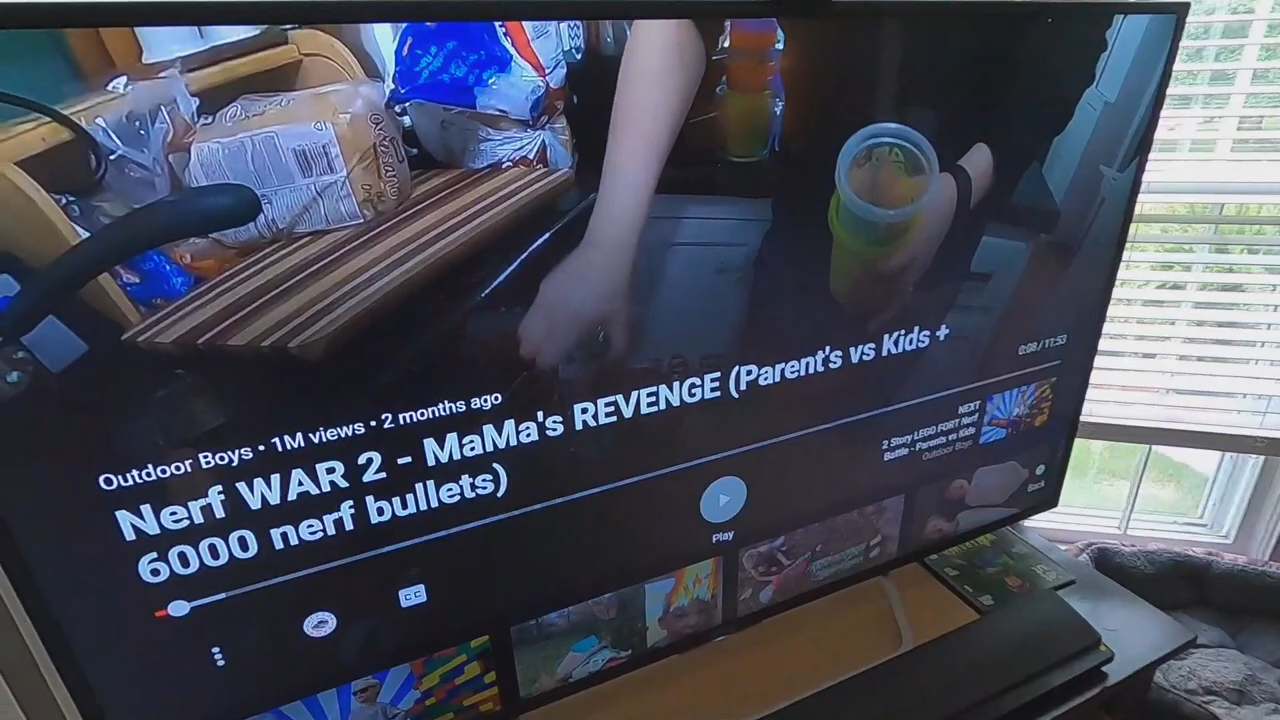 Outdoor Boys • 1M views • 2 months ago
Nerf WAR 2 - MaMa's REVENGE (Parent's vs Kids +
6000 nerf bullets)
0:08 / 11:53
NEXT
2 Story LEGO FORT Nerf
Battle - Parents vs Kids
Outdoor Boys
Play
Back
CC